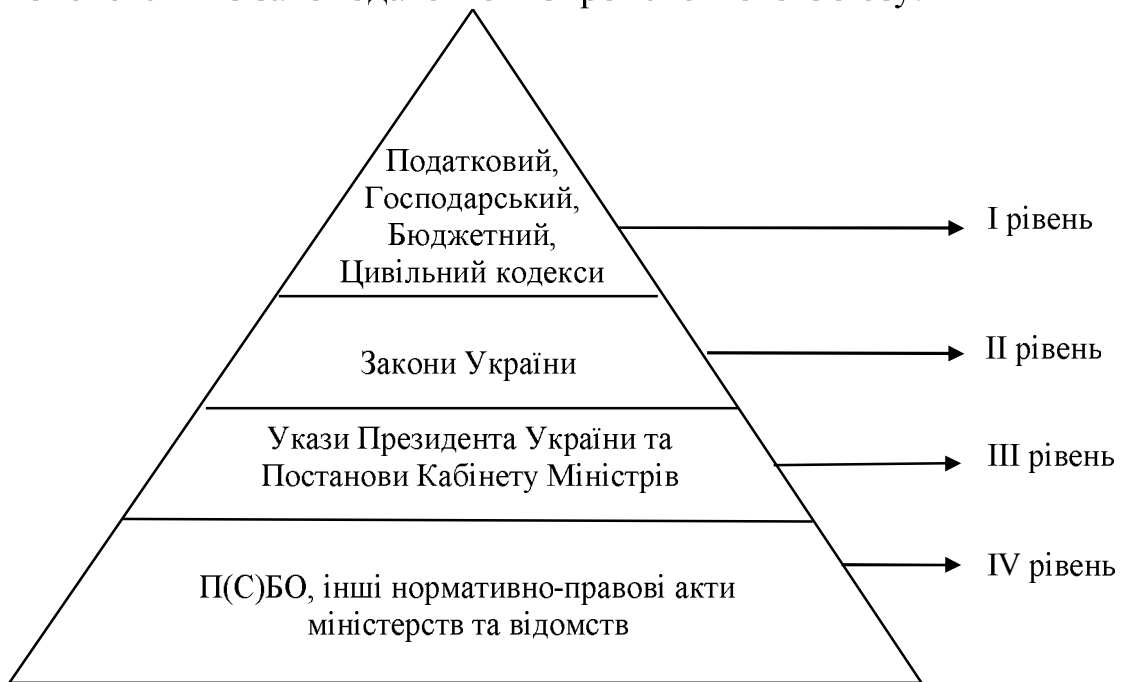 Податковий,
Господарський,
Бюджетний,
Цивільний кодекси
І рівень
Закони України
ІІ рівень
Укази Президента України та
Постанови Кабінету Міністрів
ІІІ рівень
П(С)БО, інші нормативно-правові акти
міністерств та відомств
IV рівень